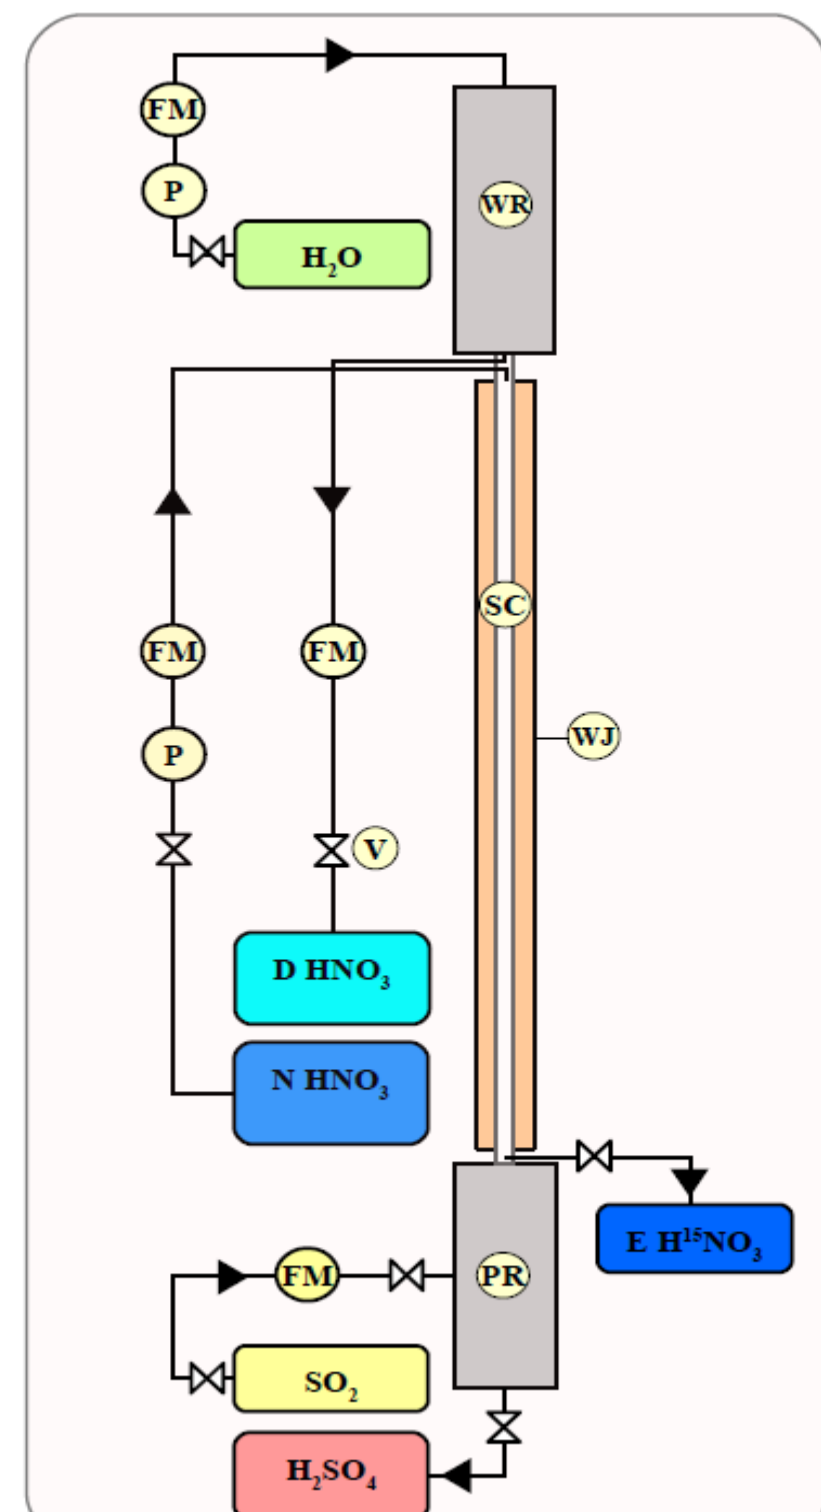 FM
WR
P
H₂O
SC
FM
FM
WJ
P
V
D HNO₃
N HNO₃
E H¹⁵NO₃
FM
PR
SO₂
H₂SO₄